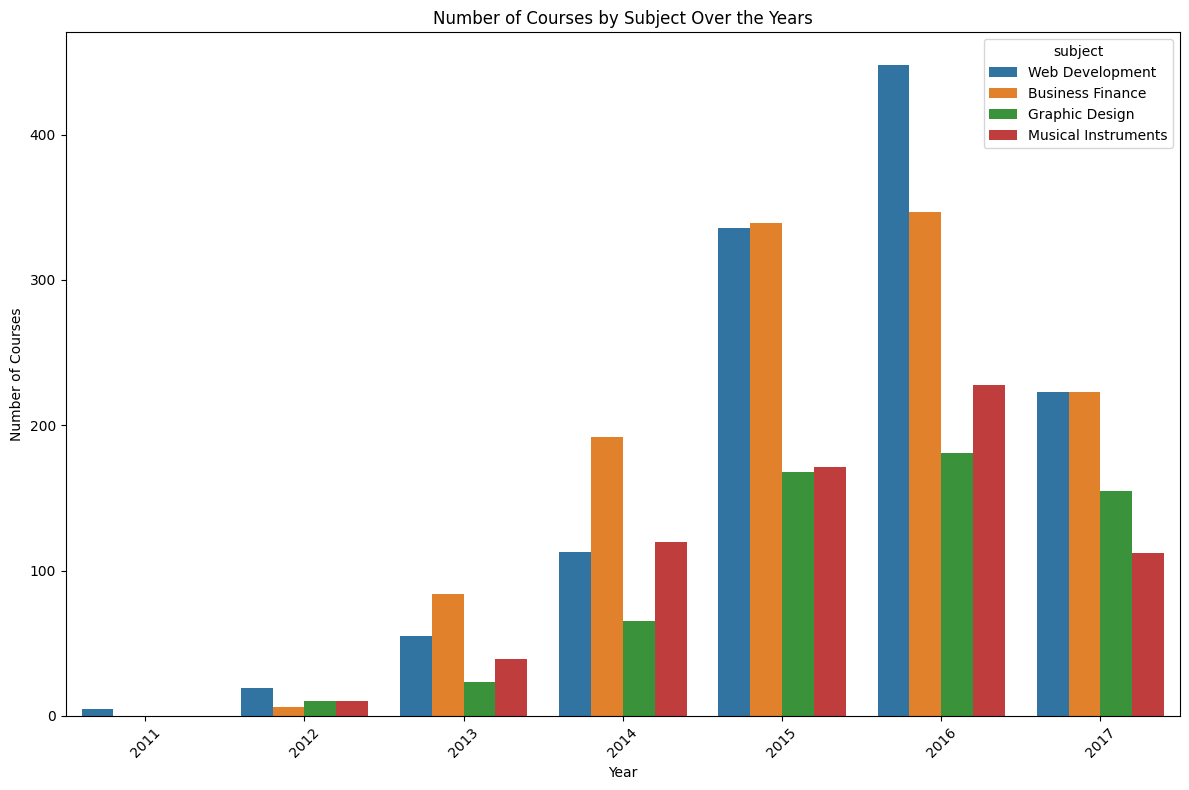 Number of Courses by Subject Over the Years
subject
Web Development
Business Finance
Graphic Design
Musical Instruments
Number of Courses
400
300
200
100
0
2011 2012 2013 2014 2015 2016 2017
Year